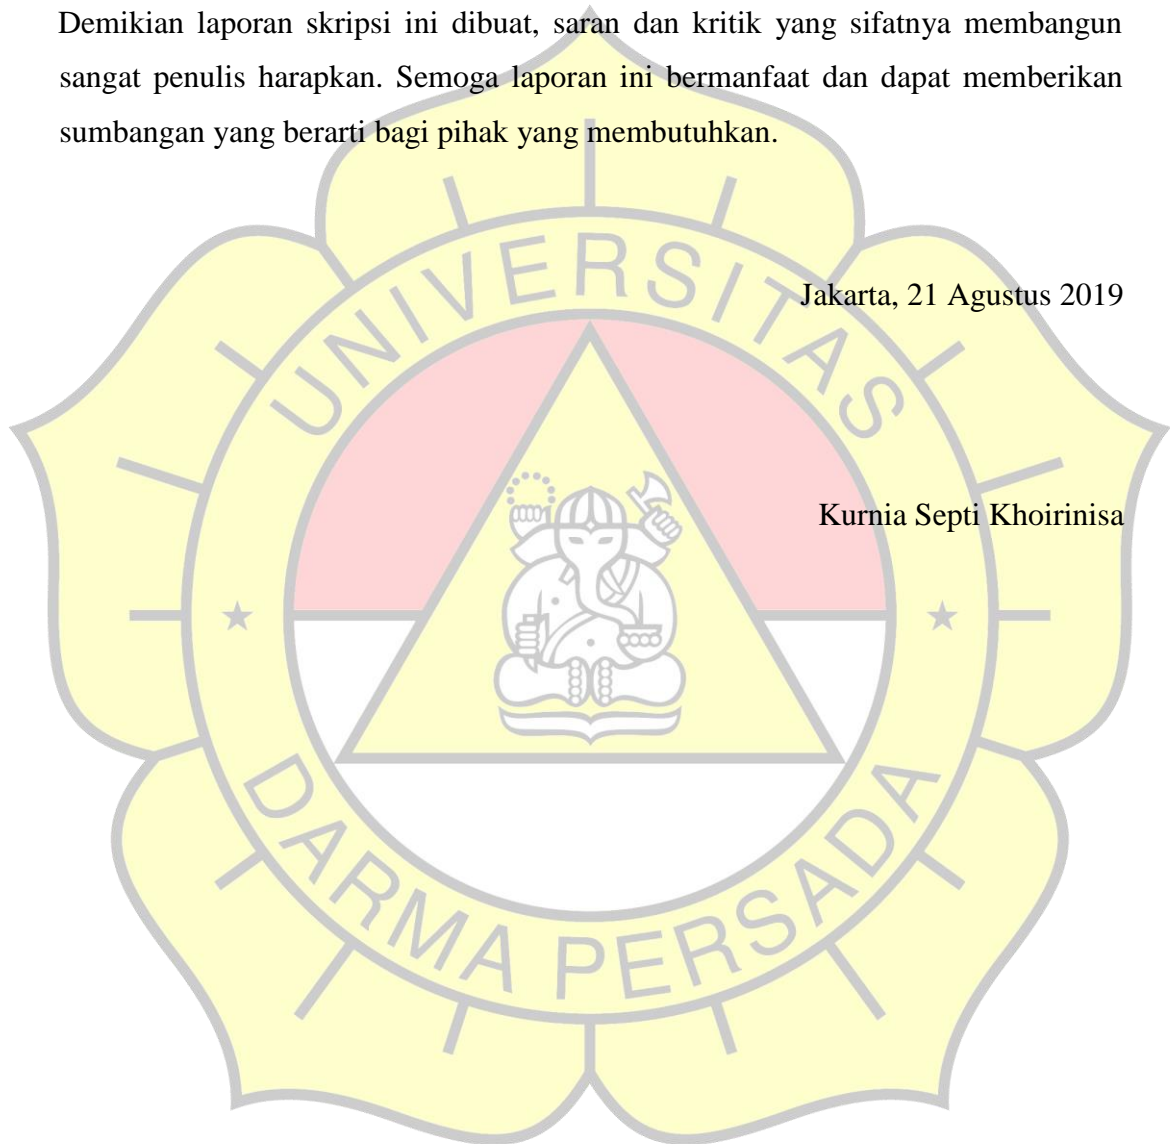 Demikian laporan skripsi ini dibuat, saran dan kritik yang sifatnya membangun
sangat penulis harapkan. Semoga laporan ini bermanfaat dan dapat memberikan
sumbangan yang berarti bagi pihak yang membutuhkan.
UNIVERSITAS
Jakarta, 21 Agustus 2019
Kurnia Septi Khoirinisa
DARMA PERSADA